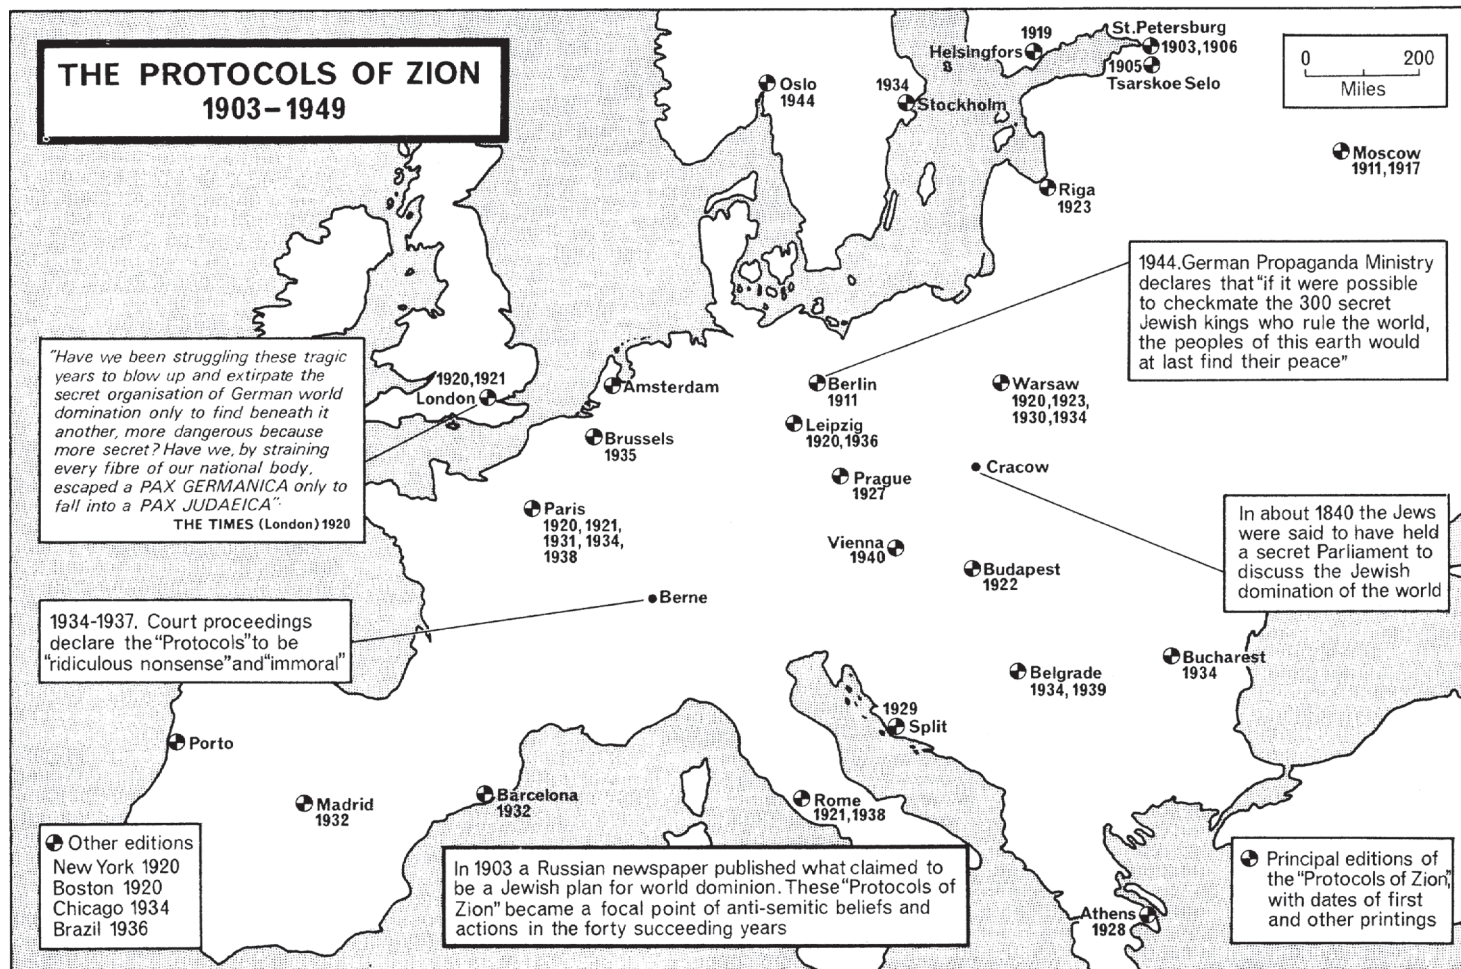 THE PROTOCOLS OF ZION
1903–1949
Oslo
1944
1934
Stockholm
1919
Helsingfors
St.Petersburg
1903,1906
1905
Tsarskoe Selo
0 200
Miles
Moscow
1911,1917
Riga
1923
1944.German Propaganda Ministry
declares that "if it were possible
to checkmate the 300 secret
Jewish kings who rule the world,
the peoples of this earth would
at last find their peace"
"Have we been struggling these tragic
years to blow up and extirpate the
secret organisation of German world
domination only to find beneath it
another, more dangerous because
more secret? Have we, by straining
every fibre of our national body,
escaped a PAX GERMANICA only to
fall into a PAX JUDAEICA".
THE TIMES (London) 1920
1920,1921
London
Amsterdam
Brussels
1935
Berlin
1911
Leipzig
1920,1936
Warsaw
1920,1923,
1930,1934
Prague
1927
Cracow
Paris
1920,1921,
1931,1934,
1938
Vienna
1940
Budapest
1922
In about 1840 the Jews
were said to have held
a secret Parliament to
discuss the Jewish
domination of the world
Berne
1934-1937. Court proceedings
declare the "Protocols" to be
"ridiculous nonsense" and "immoral"
Belgrade
1934,1939
Bucharest
1934
1929
Split
Porto
Madrid
1932
Barcelona
1932
Rome
1921,1938
Athens
1928
Other editions
New York 1920
Boston 1920
Chicago 1934
Brazil 1936
In 1903 a Russian newspaper published what claimed to
be a Jewish plan for world dominion. These "Protocols of
Zion" became a focal point of anti-semitic beliefs and
actions in the forty succeeding years
Principal editions of
the "Protocols of Zion",
with dates of first
and other printings